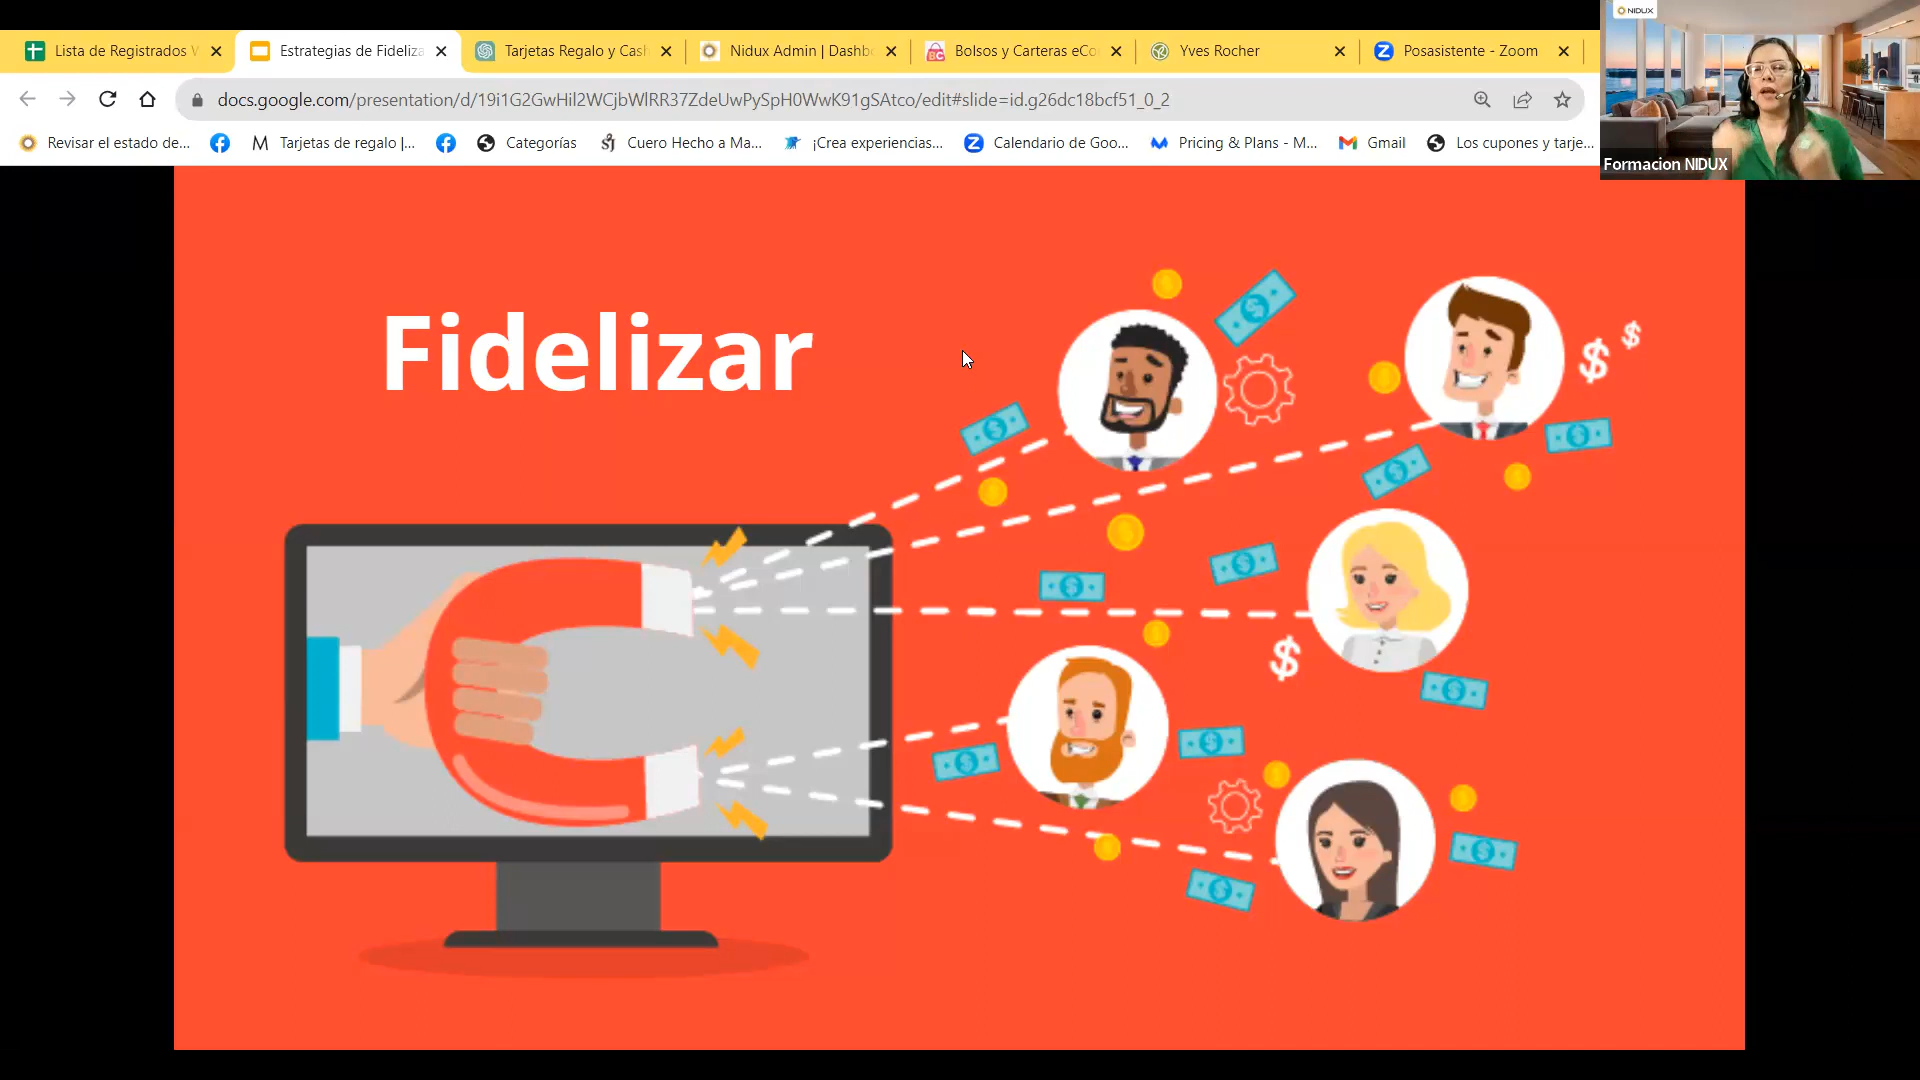 Lista de Registrados V
Estrategias de Fideliza
Tarjetas Regalo y Cash
Nidux Admin | Dashbo
Bolsos y Carteras eCo
Yves Rocher
Posasistente - Zoom
NIDUX
docs.google.com/presentation/d/19i1G2GwHil2WCjbWlRR37ZdeUwPySpH0WwK91gSAtco/edit#slide=id.g26dc18bcf51_0_2
Revisar el estado de...
Tarjetas de regalo |...
Categorías
Cuero Hecho a Ma...
¡Crea experiencias...
Calendario de Goo...
Pricing & Plans - M...
Gmail
Los cupones y tarje...
Formacion NIDUX
Fidelizar